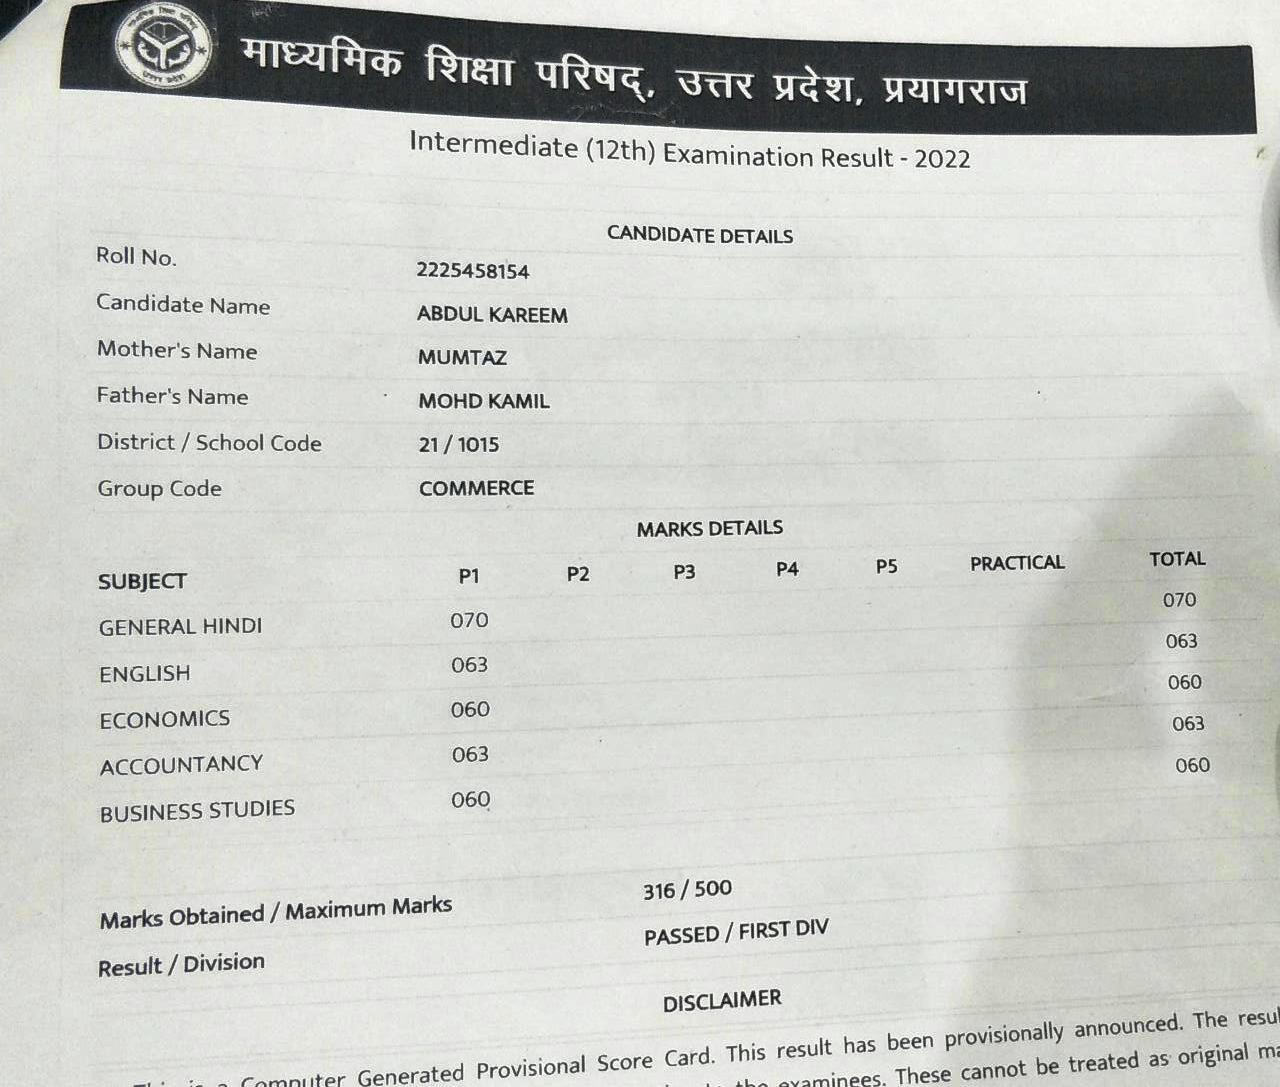 माध्यमिक शिक्षा परिषद्, उत्तर प्रदेश, प्रयागराज
Intermediate (12th) Examination Result - 2022
CANDIDATE DETAILS
Roll No. 2225458154
Candidate Name ABDUL KAREEM
Mother's Name MUMTAZ
Father's Name MOHD KAMIL
District / School Code 21 / 1015
Group Code COMMERCE
MARKS DETAILS
SUBJECT P1 P2 P3 P4 P5 PRACTICAL TOTAL
GENERAL HINDI 070 070
ENGLISH 063 063
ECONOMICS 060 060
ACCOUNTANCY 063 063
BUSINESS STUDIES 060 060
Marks Obtained / Maximum Marks 316 / 500
Result / Division PASSED / FIRST DIV
DISCLAIMER
Computer Generated Provisional Score Card. This result has been provisionally announced. The
the examinees. These cannot be treated as original